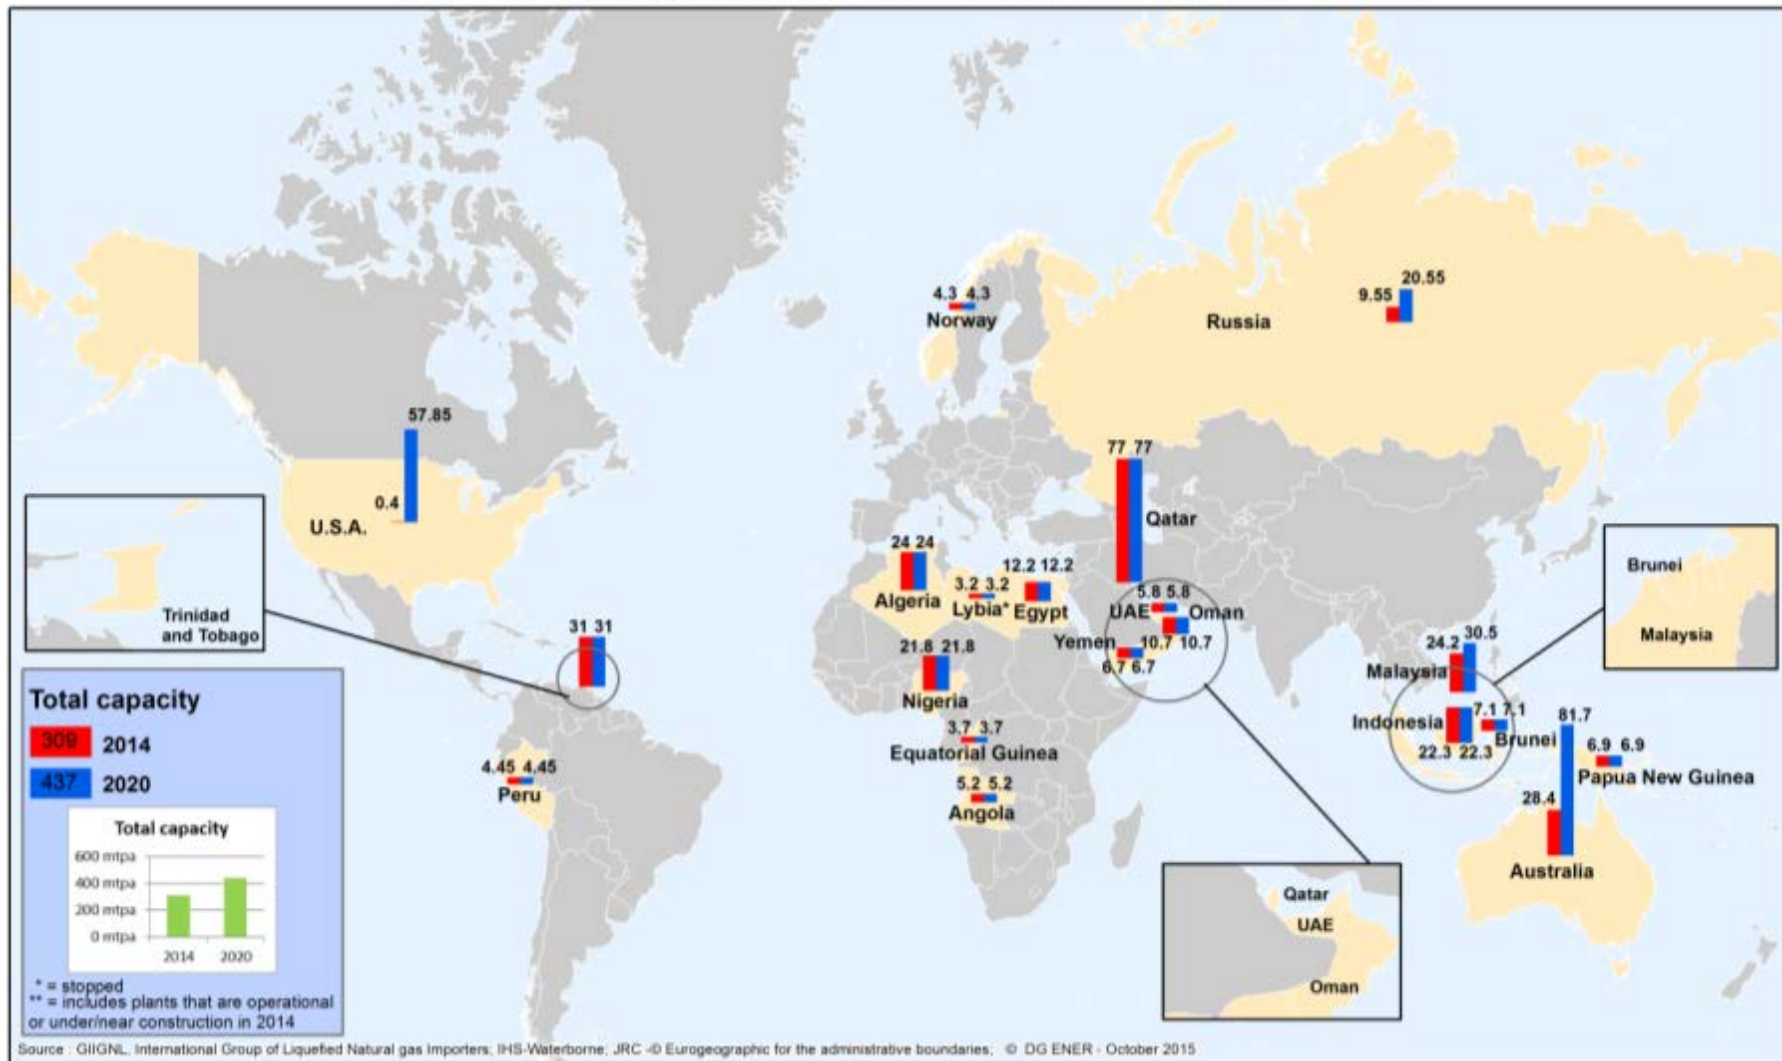 4.3 4.3
Norway
9.55
20.55
Russia
57.85
0.4
U.S.A.
77 77
Qatar
Trinidad
and Tobago
24 24
Algeria
3.2 3.2
Lybia*
12.2 12.2
Egypt
5.8 5.8
UAE
Oman
Yemen
10.7 10.7
6.7 6.7
Brunei
Malaysia
31 31
21.8 21.8
Nigeria
24.2
30.5
Malaysia
Indonesia
22.3 22.3
7.1 7.1
Brunei
81.7
6.9 6.9
Papua New Guinea
3.7 3.7
Equatorial Guinea
4.45 4.45
Peru
5.2 5.2
Angola
28.4
Australia
Qatar
UAE
Oman
Total capacity
309 2014
437 2020
Total capacity
600 mtpa
400 mtpa
200 mtpa
0 mtpa
2014 2020
* = stopped
** = includes plants that are operational
or under/near construction in 2014
Source : GIIGNL, International Group of Liquefied Natural gas Importers; IHS-Waterborne; JRC -© Eurogeographic for the administrative boundaries; © DG ENER - October 2015